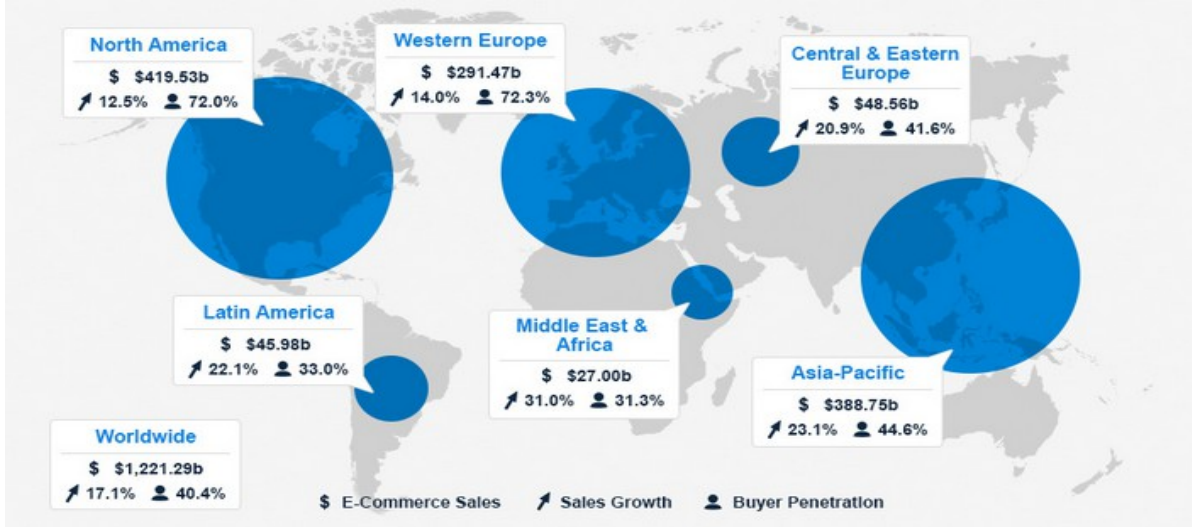 North America
$ $419.53b
12.5% 72.0%
Western Europe
$ $291.47b
14.0% 72.3%
Central & Eastern
Europe
$ $48.56b
20.9% 41.6%
Latin America
$ $45.98b
22.1% 33.0%
Middle East &
Africa
$ $27.00b
31.0% 31.3%
Asia-Pacific
$ $388.75b
23.1% 44.6%
Worldwide
$ $1,221.29b
17.1% 40.4%
$ E-Commerce Sales Sales Growth Buyer Penetration